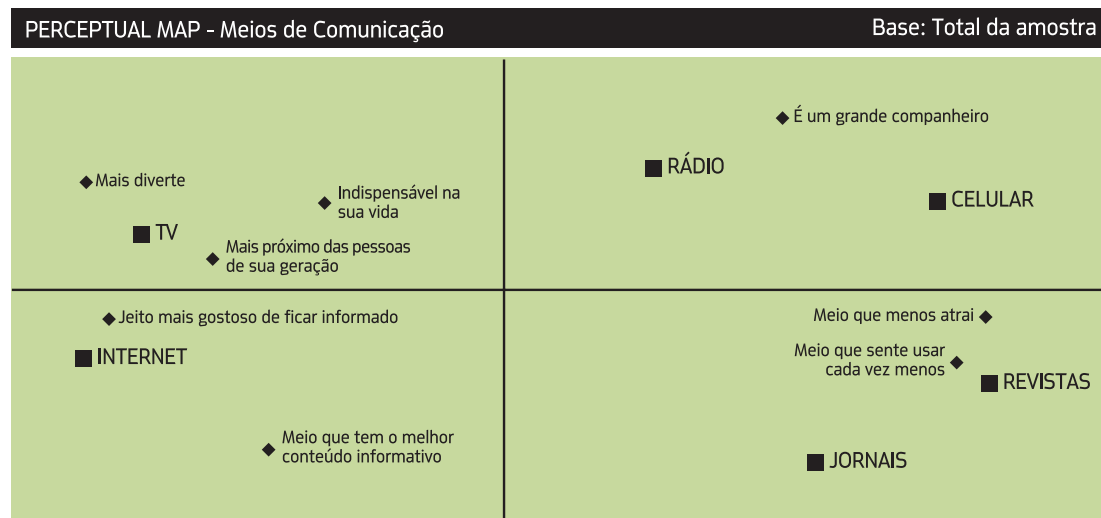 PERCEPTUAL MAP - Meios de Comunicação
Base: Total da amostra
Mais diverte
Indispensável na
sua vida
TV
Mais próximo das pessoas
de sua geração
É um grande companheiro
RÁDIO
CELULAR
Jeito mais gostoso de ficar informado
INTERNET
Meio que tem o melhor
conteúdo informativo
Meio que menos atrai
Meio que sente usar
cada vez menos
REVISTAS
JORNAIS